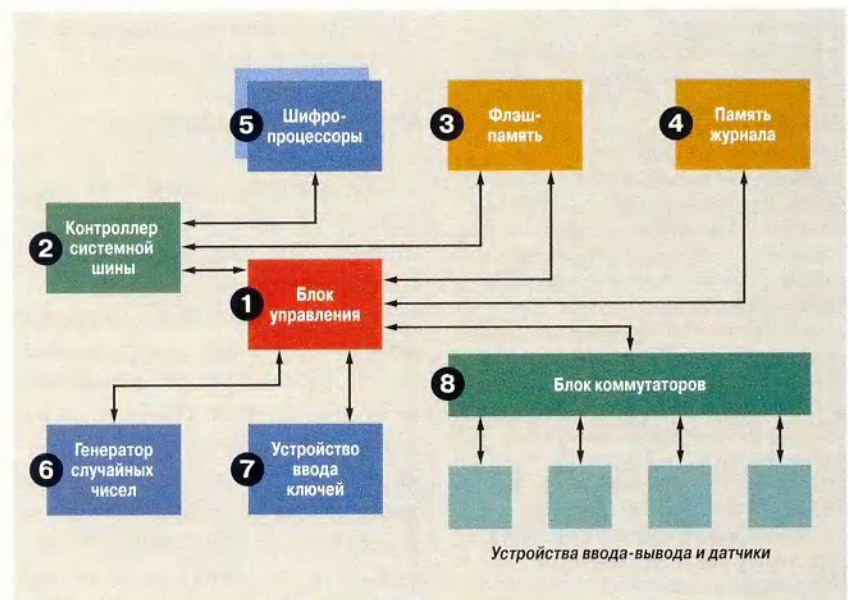 5
Шифро-
процессоры
3
Флэш-
память
4
Память
журнала
2
Контроллер
системной
шины
1
Блок
управления
8
Блок коммутаторов
6
Генератор
случайных
чисел
7
Устройство
ввода
ключей
Устройства ввода-вывода и датчики